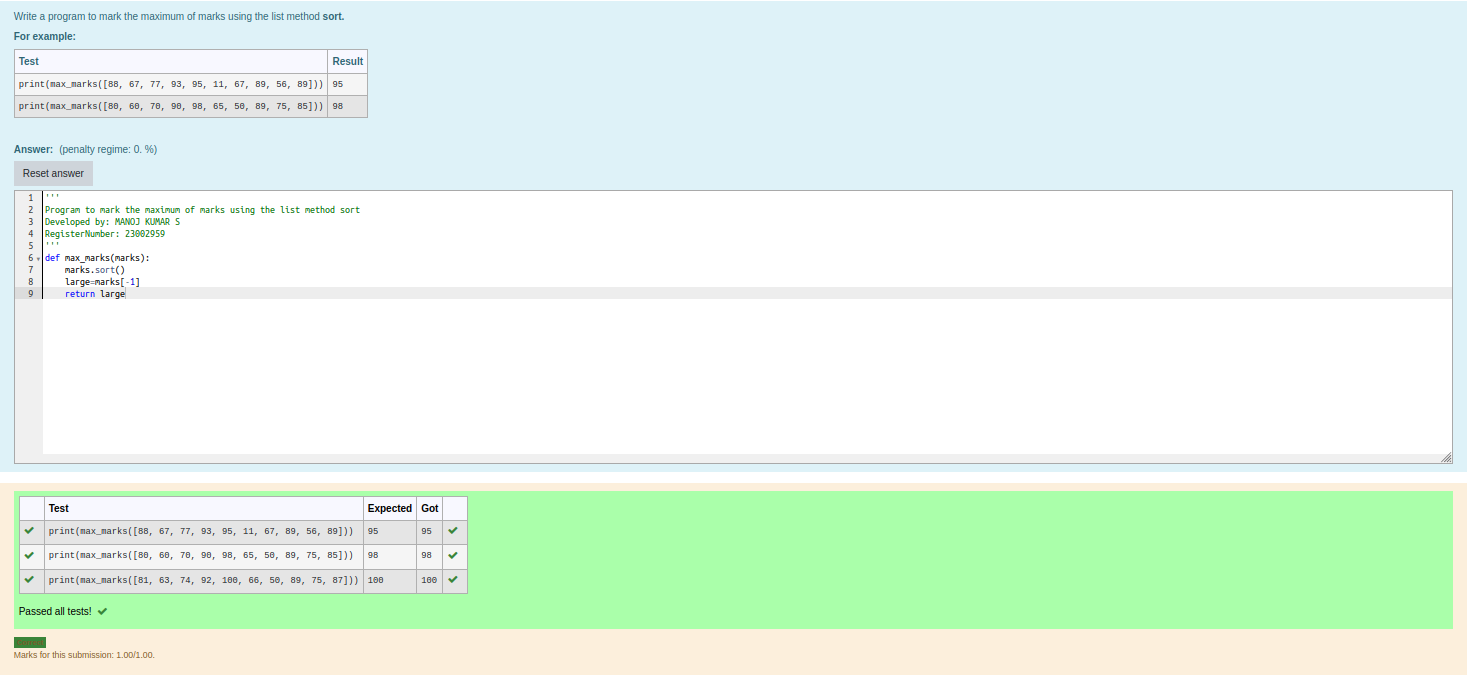 Write a program to mark the maximum of marks using the list method sort.
For example:
Test Result
print(max_marks([88, 67, 77, 93, 95, 11, 67, 89, 56, 89])) 95
print(max_marks([80, 60, 70, 90, 98, 65, 50, 89, 75, 85])) 98
Answer: (penalty regime: 0. %)
Reset answer
1 '''
2 Program to mark the maximum of marks using the list method sort
3 Developed by: MANOJ KUMAR S
4 RegisterNumber: 23002959
5 '''
6 def max_marks(marks):
7 marks.sort()
8 large=marks[-1]
9 return large
Test Expected Got
print(max_marks([88, 67, 77, 93, 95, 11, 67, 89, 56, 89])) 95 95
print(max_marks([80, 60, 70, 90, 98, 65, 50, 89, 75, 85])) 98 98
print(max_marks([81, 63, 74, 92, 100, 66, 50, 89, 75, 87])) 100 100
Passed all tests!
Marks for this submission: 1.00/1.00.